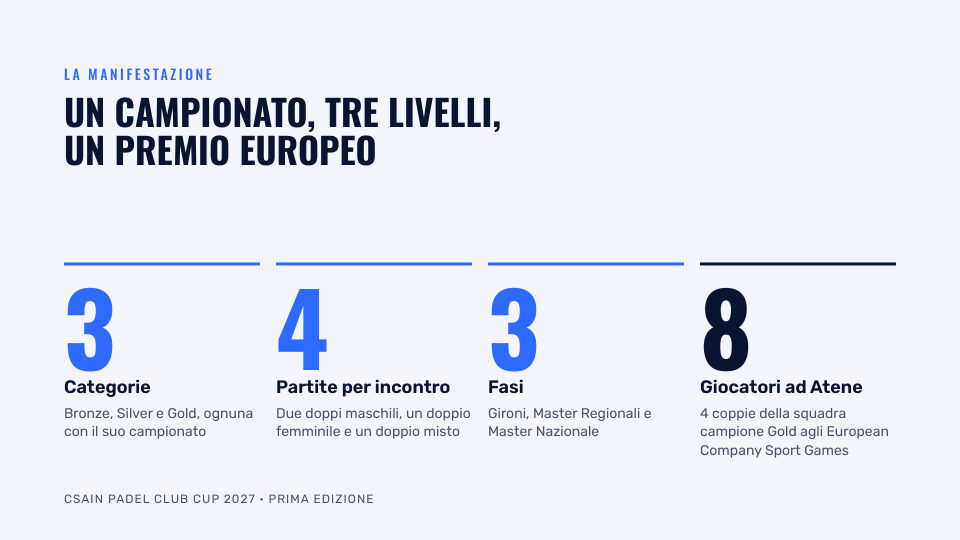 LA MANIFESTAZIONE
UN CAMPIONATO, TRE LIVELLI,
UN PREMIO EUROPEO
3
Categorie
Bronze, Silver e Gold, ognuna
con il suo campionato
4
Partite per incontro
Due doppi maschili, un doppio
femminile e un doppio misto
3
Fasi
Gironi, Master Regionali e
Master Nazionale
8
Giocatori ad Atene
4 coppie della squadra
campione Gold agli European
Company Sport Games
CSAIN PADEL CLUB CUP 2027 • PRIMA EDIZIONE